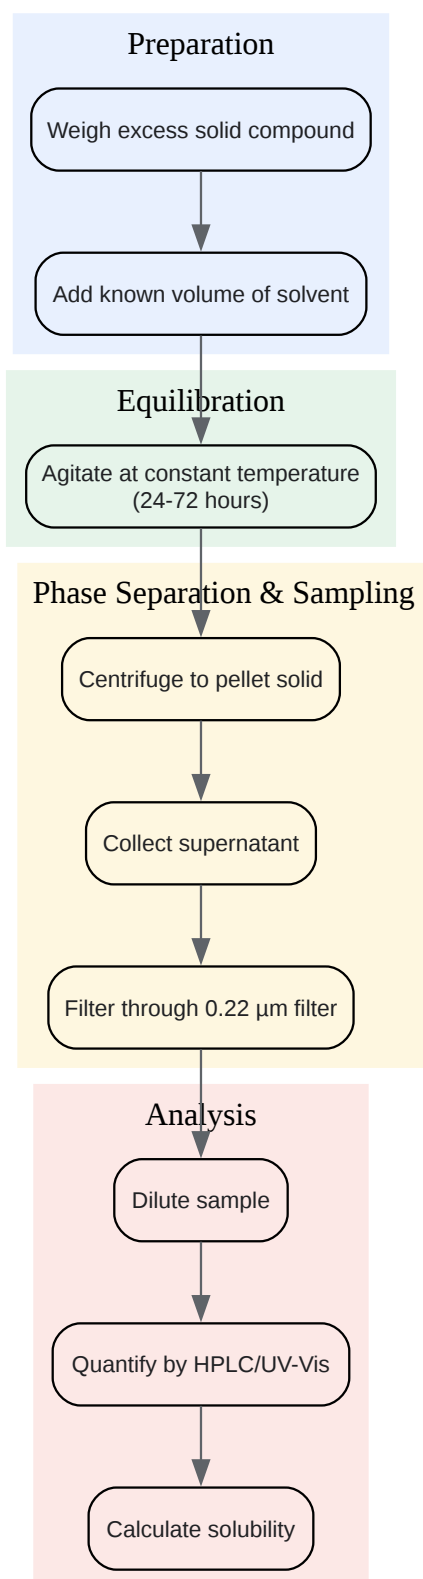 Preparation
Weigh excess solid compound
Add known volume of solvent
Equilibration
Agitate at constant temperature
(24-72 hours)
Phase Separation & Sampling
Centrifuge to pellet solid
Collect supernatant
Filter through 0.22 µm filter
Analysis
Dilute sample
Quantify by HPLC/UV-Vis
Calculate solubility